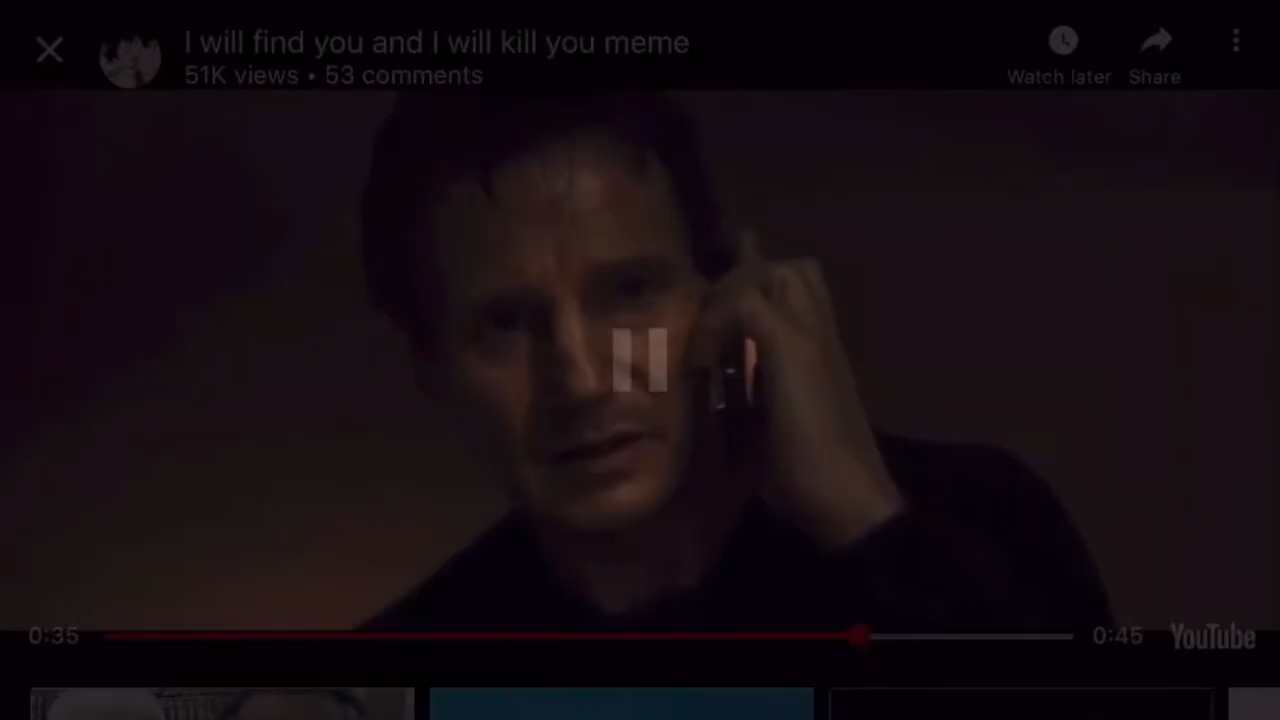 I will find you and I will kill you meme
51K views • 53 comments
Watch later
Share
0:35
0:45
YouTube